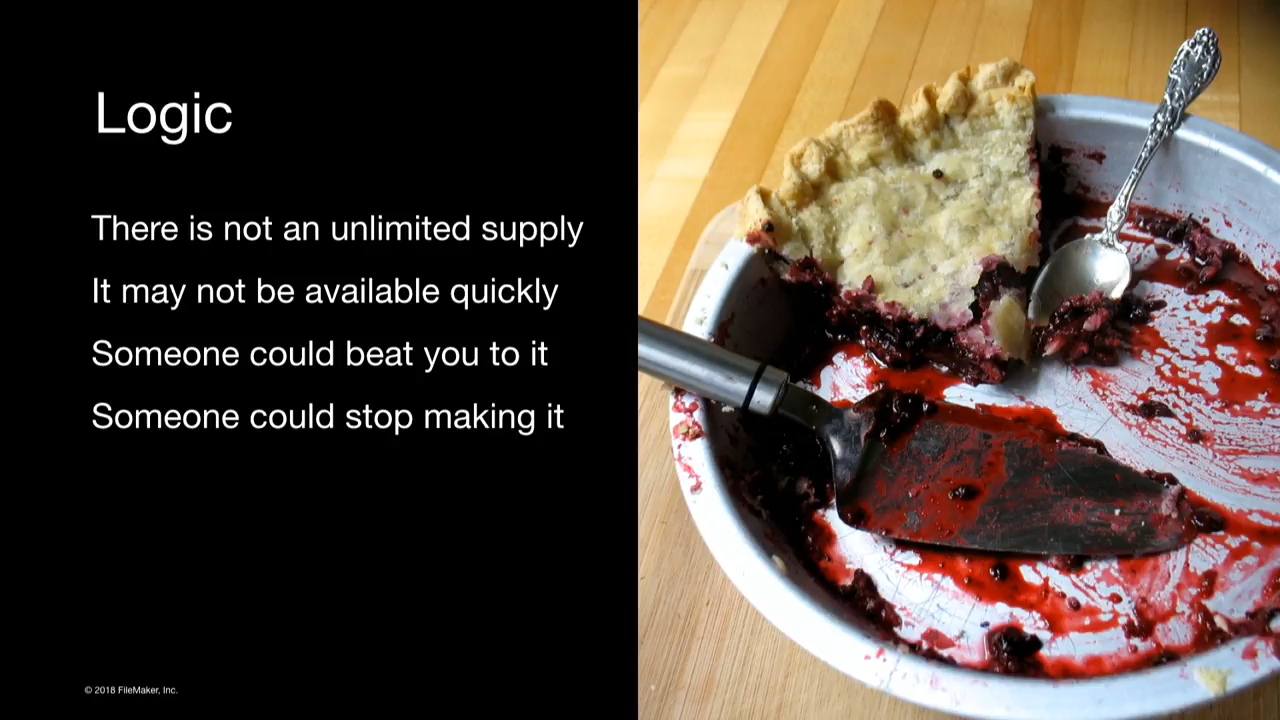 Logic
There is not an unlimited supply
It may not be available quickly
Someone could beat you to it
Someone could stop making it
© 2018 FileMaker, Inc.